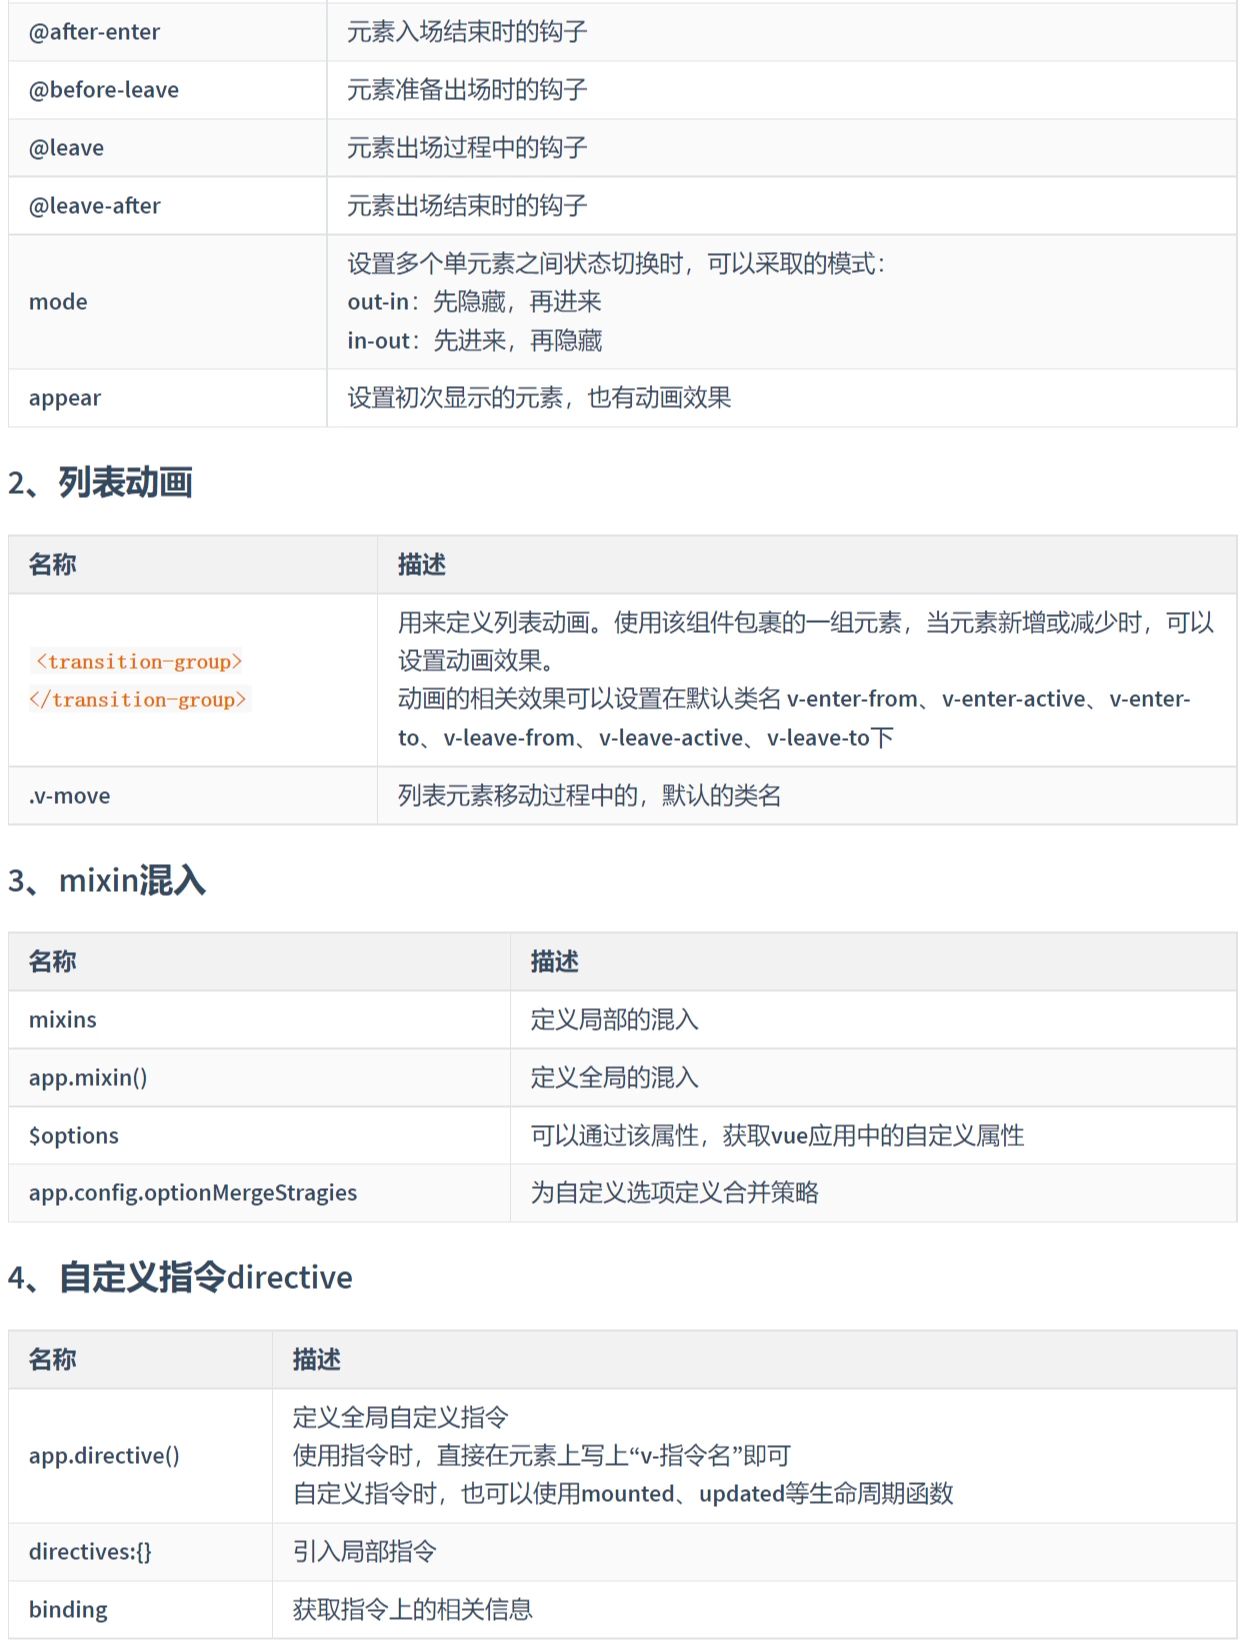 @after-enter 元素入场结束时的钩子
@before-leave 元素准备出场时的钩子
@leave 元素出场过程中的钩子
@leave-after 元素出场结束时的钩子
mode
设置多个单元素之间状态切换时，可以采取的模式：
out-in：先隐藏，再进来
in-out：先进来，再隐藏
appear 设置初次显示的元素，也有动画效果
2、列表动画
名称 描述
<transition-group>
</transition-group>
用来定义列表动画。使用该组件包裹的一组元素，当元素新增或减少时，可以
设置动画效果。
动画的相关效果可以设置在默认类名 v-enter-from、v-enter-active、v-enter-
to、v-leave-from、v-leave-active、v-leave-to下
.v-move 列表元素移动过程中的，默认的类名
3、mixin混入
名称 描述
mixins 定义局部的混入
app.mixin() 定义全局的混入
$options 可以通过该属性，获取vue应用中的自定义属性
app.config.optionMergeStragies 为自定义选项定义合并策略
4、自定义指令directive
名称 描述
app.directive()
定义全局自定义指令
使用指令时，直接在元素上写上“v-指令名”即可
自定义指令时，也可以使用mounted、updated等生命周期函数
directives:{} 引入局部指令
binding 获取指令上的相关信息